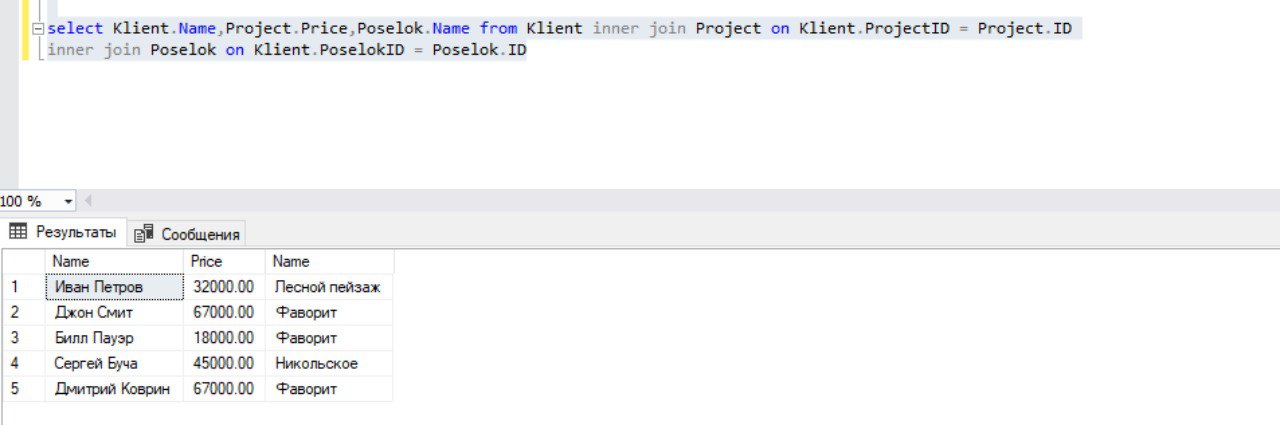 select Klient.Name,Project.Price,Poselok.Name from Klient inner join Project on Klient.ProjectID = Project.ID
inner join Poselok on Klient.PoselokID = Poselok.ID
100 %
Результаты Сообщения
Name Price Name
1 Иван Петров 32000.00 Лесной пейзаж
2 Джон Смит 67000.00 Фаворит
3 Билл Пауэр 18000.00 Фаворит
4 Сергей Буча 45000.00 Никольское
5 Дмитрий Коврин 67000.00 Фаворит